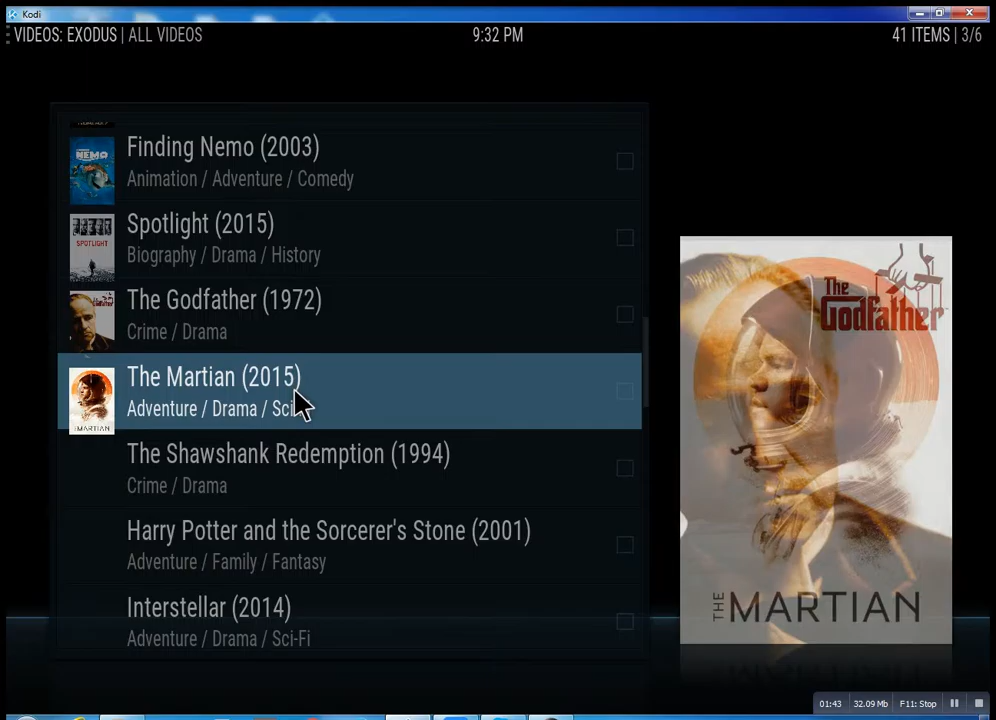 Kodi
VIDEOS: EXODUS | ALL VIDEOS
9:32 PM
41 ITEMS | 3/6
Finding Nemo (2003)
Animation / Adventure / Comedy
NEMO
Spotlight (2015)
Biography / Drama / History
SPOTLIGHT
The Godfather (1972)
Crime / Drama
The Martian (2015)
Adventure / Drama / Sci
MARTIAN
The Shawshank Redemption (1994)
Crime / Drama
Harry Potter and the Sorcerer's Stone (2001)
Adventure / Family / Fantasy
Interstellar (2014)
Adventure / Drama / Sci-Fi
The
Godfather
THE MARTIAN
01:43 32.09 Mb F11: Stop